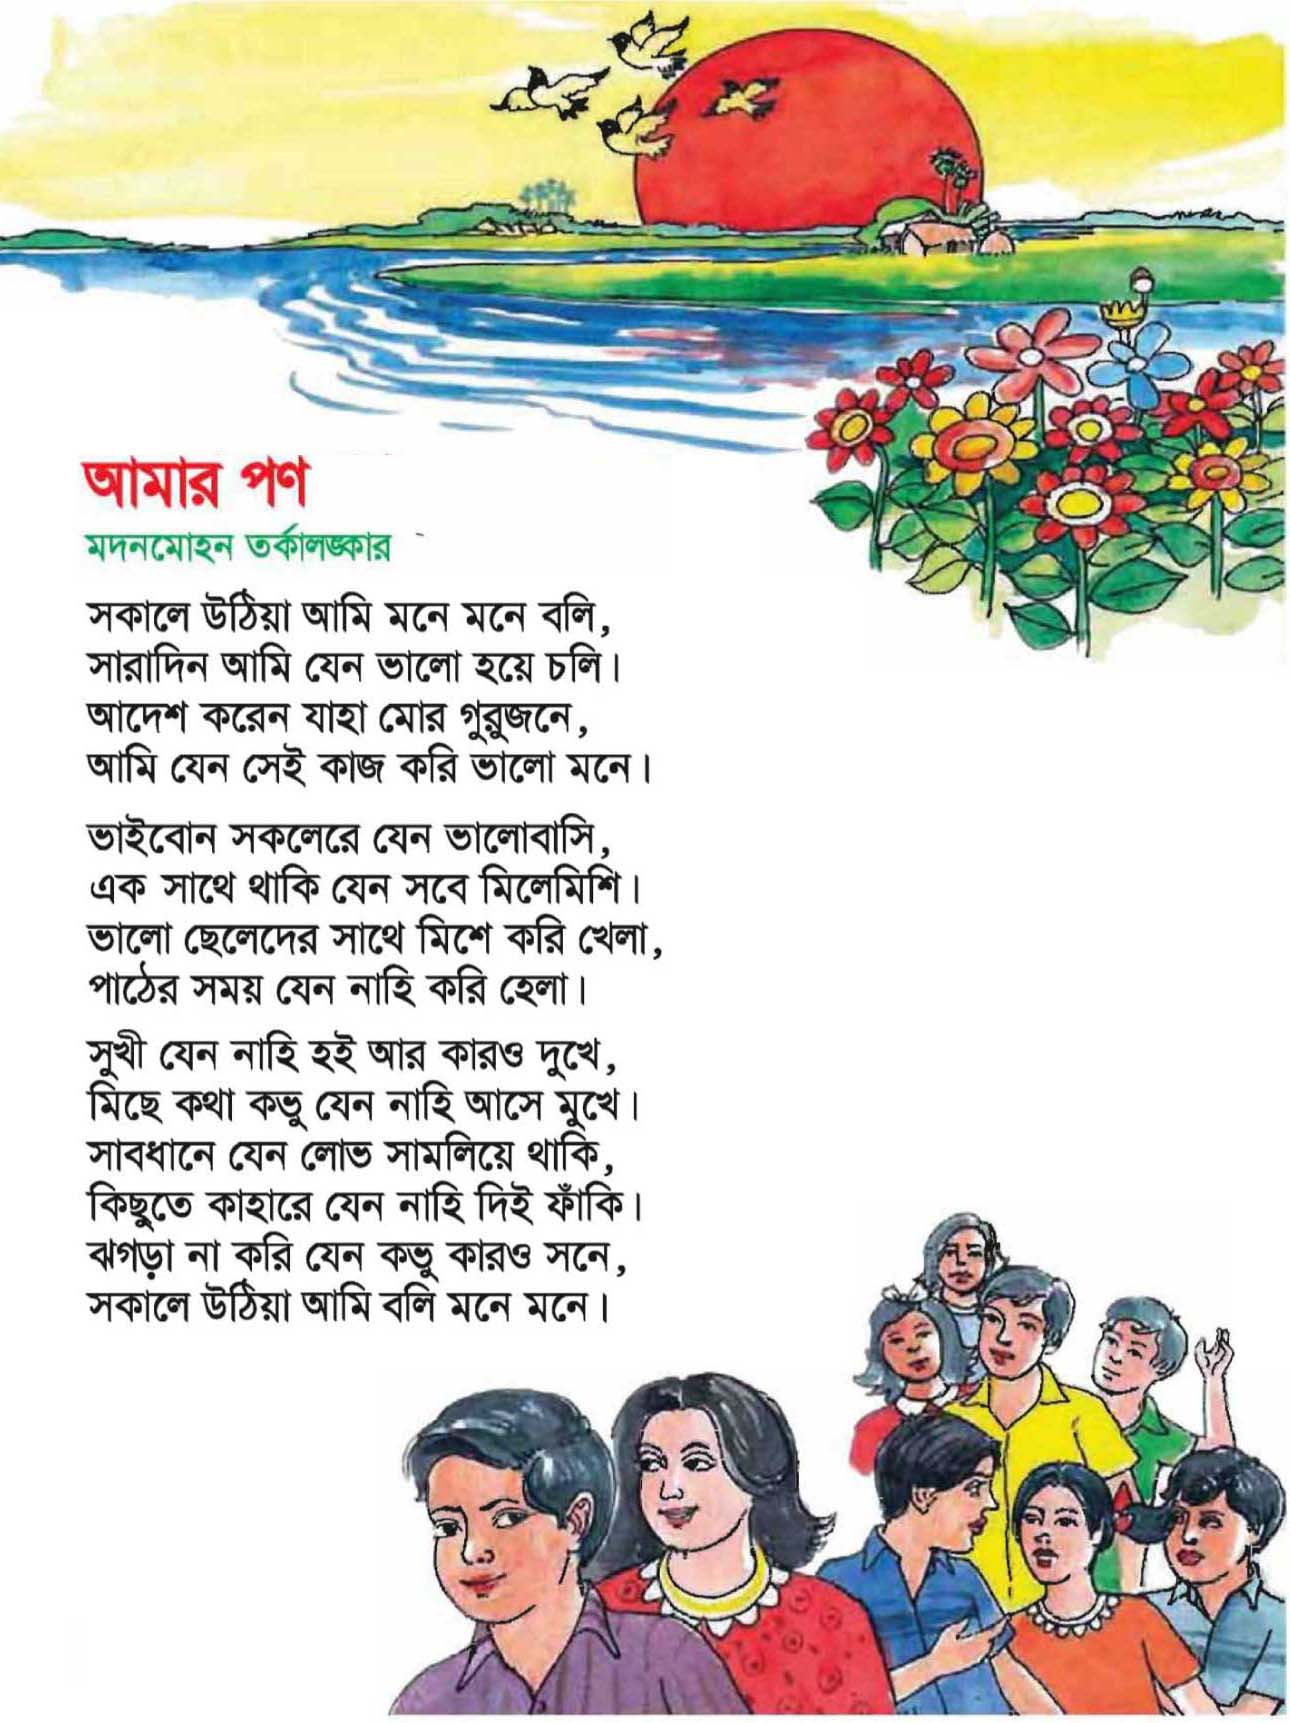 আমার পণ
মদনমোহন তর্কালঙ্কার
সকালে উঠিয়া আমি মনে মনে বলি,
সারাদিন আমি যেন ভালো হয়ে চলি।
আদেশ করেন যাহা মোর গুরুজনে,
আমি যেন সেই কাজ করি ভালো মনে।
ভাইবোন সকলেরে যেন ভালোবাসি,
এক সাথে থাকি যেন সবে মিলেমিশি।
ভালো ছেলেদের সাথে মিশে করি খেলা,
পাঠের সময় যেন নাহি করি হেলা।
সুখী যেন নাহি হই আর কারও দুখে,
মিছে কথা কভু যেন নাহি আসে মুখে।
সাবধানে যেন লোভ সামলিয়ে থাকি,
কিছুতে কাহারে যেন নাহি দিই ফাঁকি।
ঝগড়া না করি যেন কভু কারও সনে,
সকালে উঠিয়া আমি বলি মনে মনে।